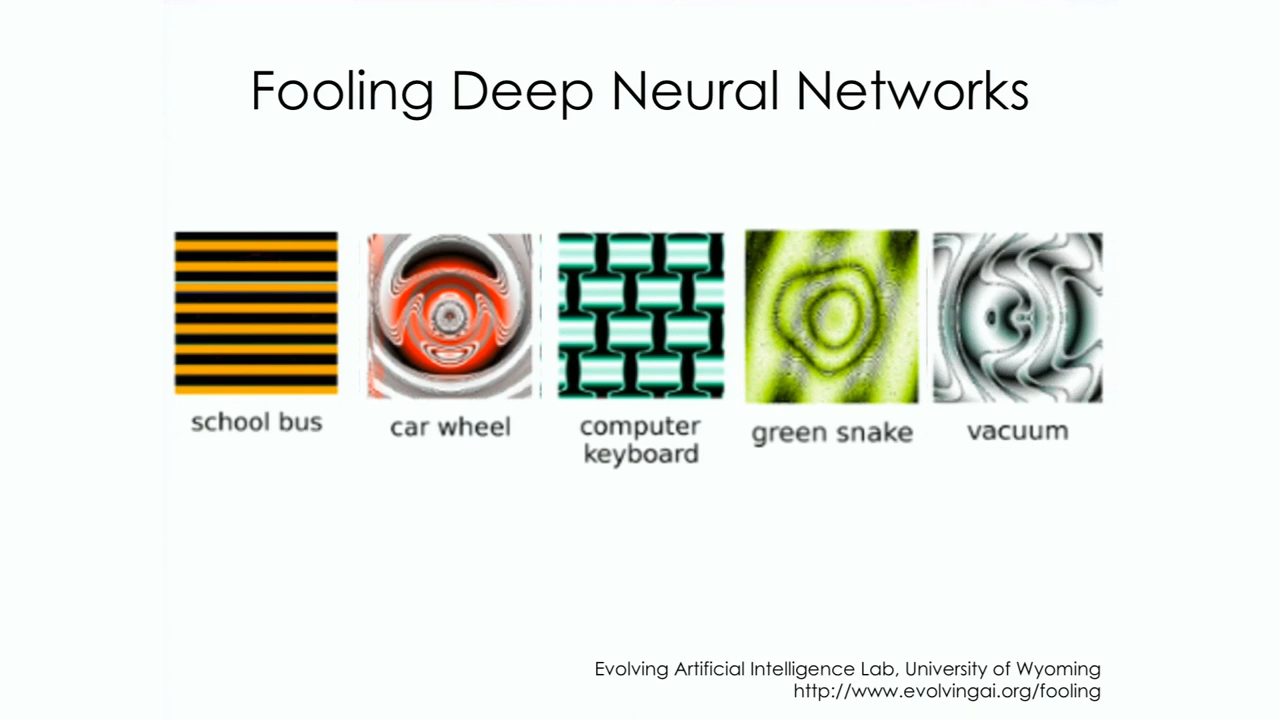 Fooling Deep Neural Networks
school bus
car wheel
computer
keyboard
green snake
vacuum
Evolving Artificial Intelligence Lab, University of Wyoming
http://www.evolvingai.org/fooling